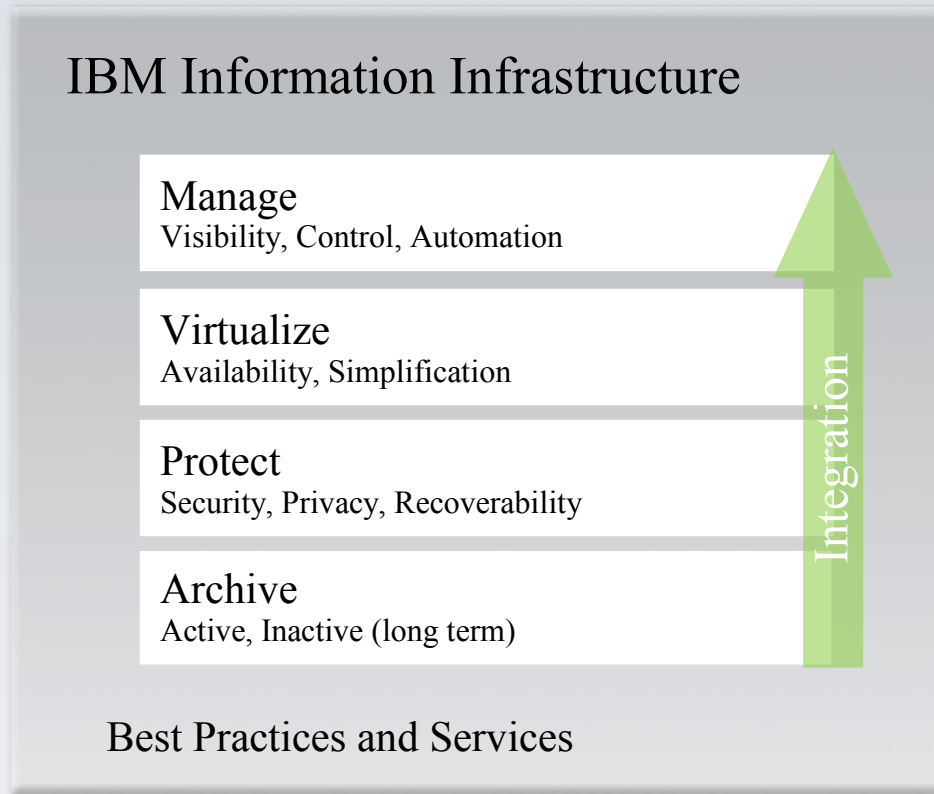 IBM Information Infrastructure
Manage
Visibility, Control, Automation
Virtualize
Availability, Simplification
Protect
Security, Privacy, Recoverability
Archive
Active, Inactive (long term)
Integration
Best Practices and Services